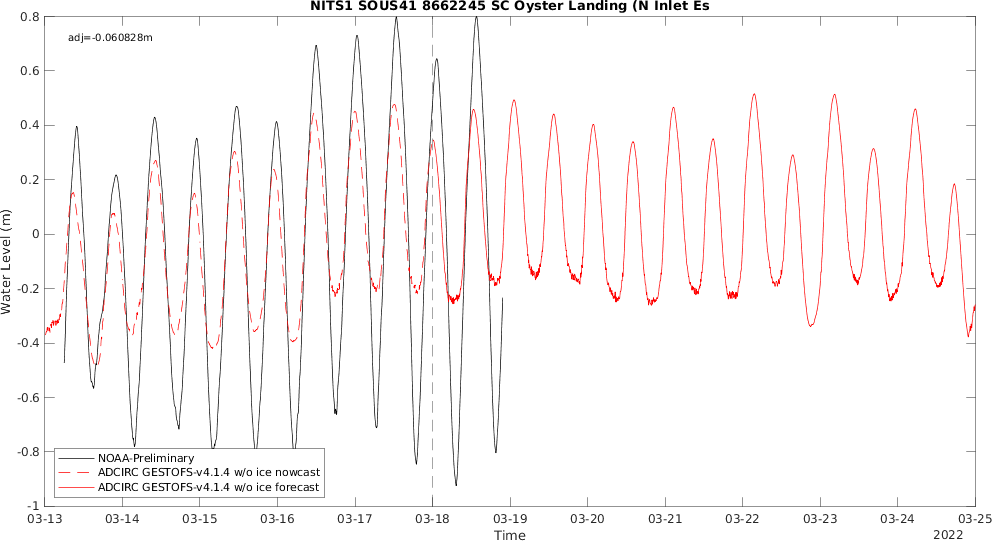 NITS1 SOUS41 8662245 SC Oyster Landing (N Inlet Es
adj=-0.060828m
0.8
0.6
0.4
0.2
0
-0.2
-0.4
-0.6
-0.8
-1
Water Level (m)
NOAA-Preliminary
ADCIRC GESTOFS-v4.1.4 w/o ice nowcast
ADCIRC GESTOFS-v4.1.4 w/o ice forecast
03-13 03-14 03-15 03-16 03-17 03-18 03-19 03-20 03-21 03-22 03-23 03-24 03-25
Time
2022